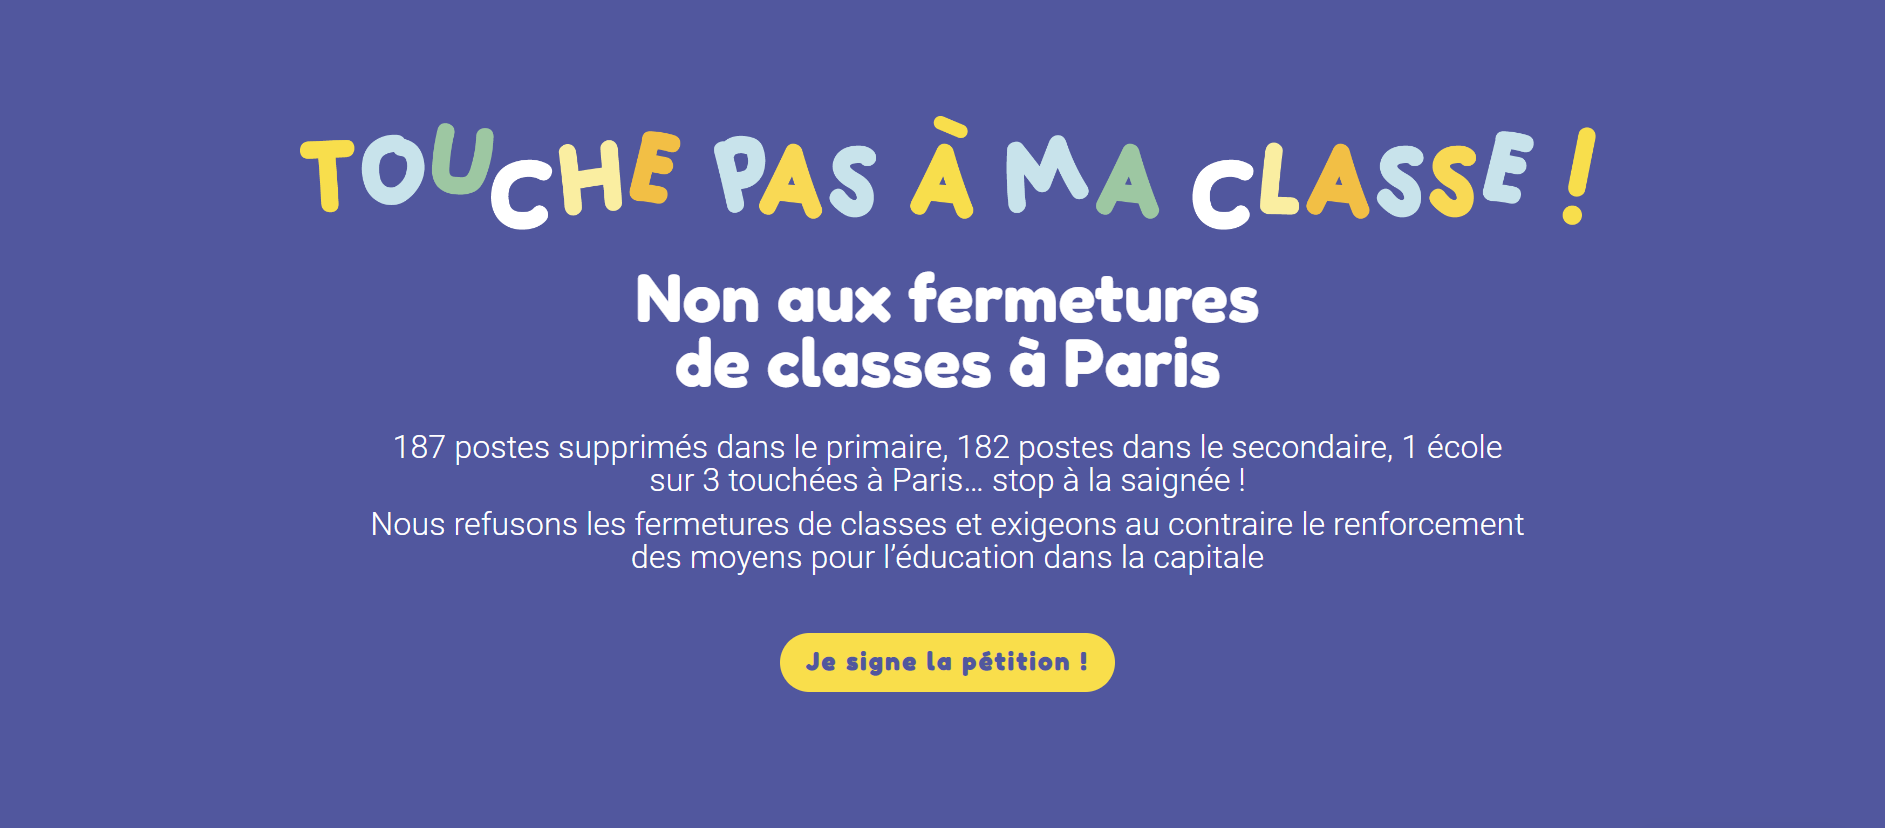 TOUCHE PAS À MA CLASSE !
Non aux fermetures
de classes à Paris
187 postes supprimés dans le primaire, 182 postes dans le secondaire, 1 école
sur 3 touchées à Paris... stop à la saignée !
Nous refusons les fermetures de classes et exigeons au contraire le renforcement
des moyens pour l’éducation dans la capitale
Je signe la pétition !